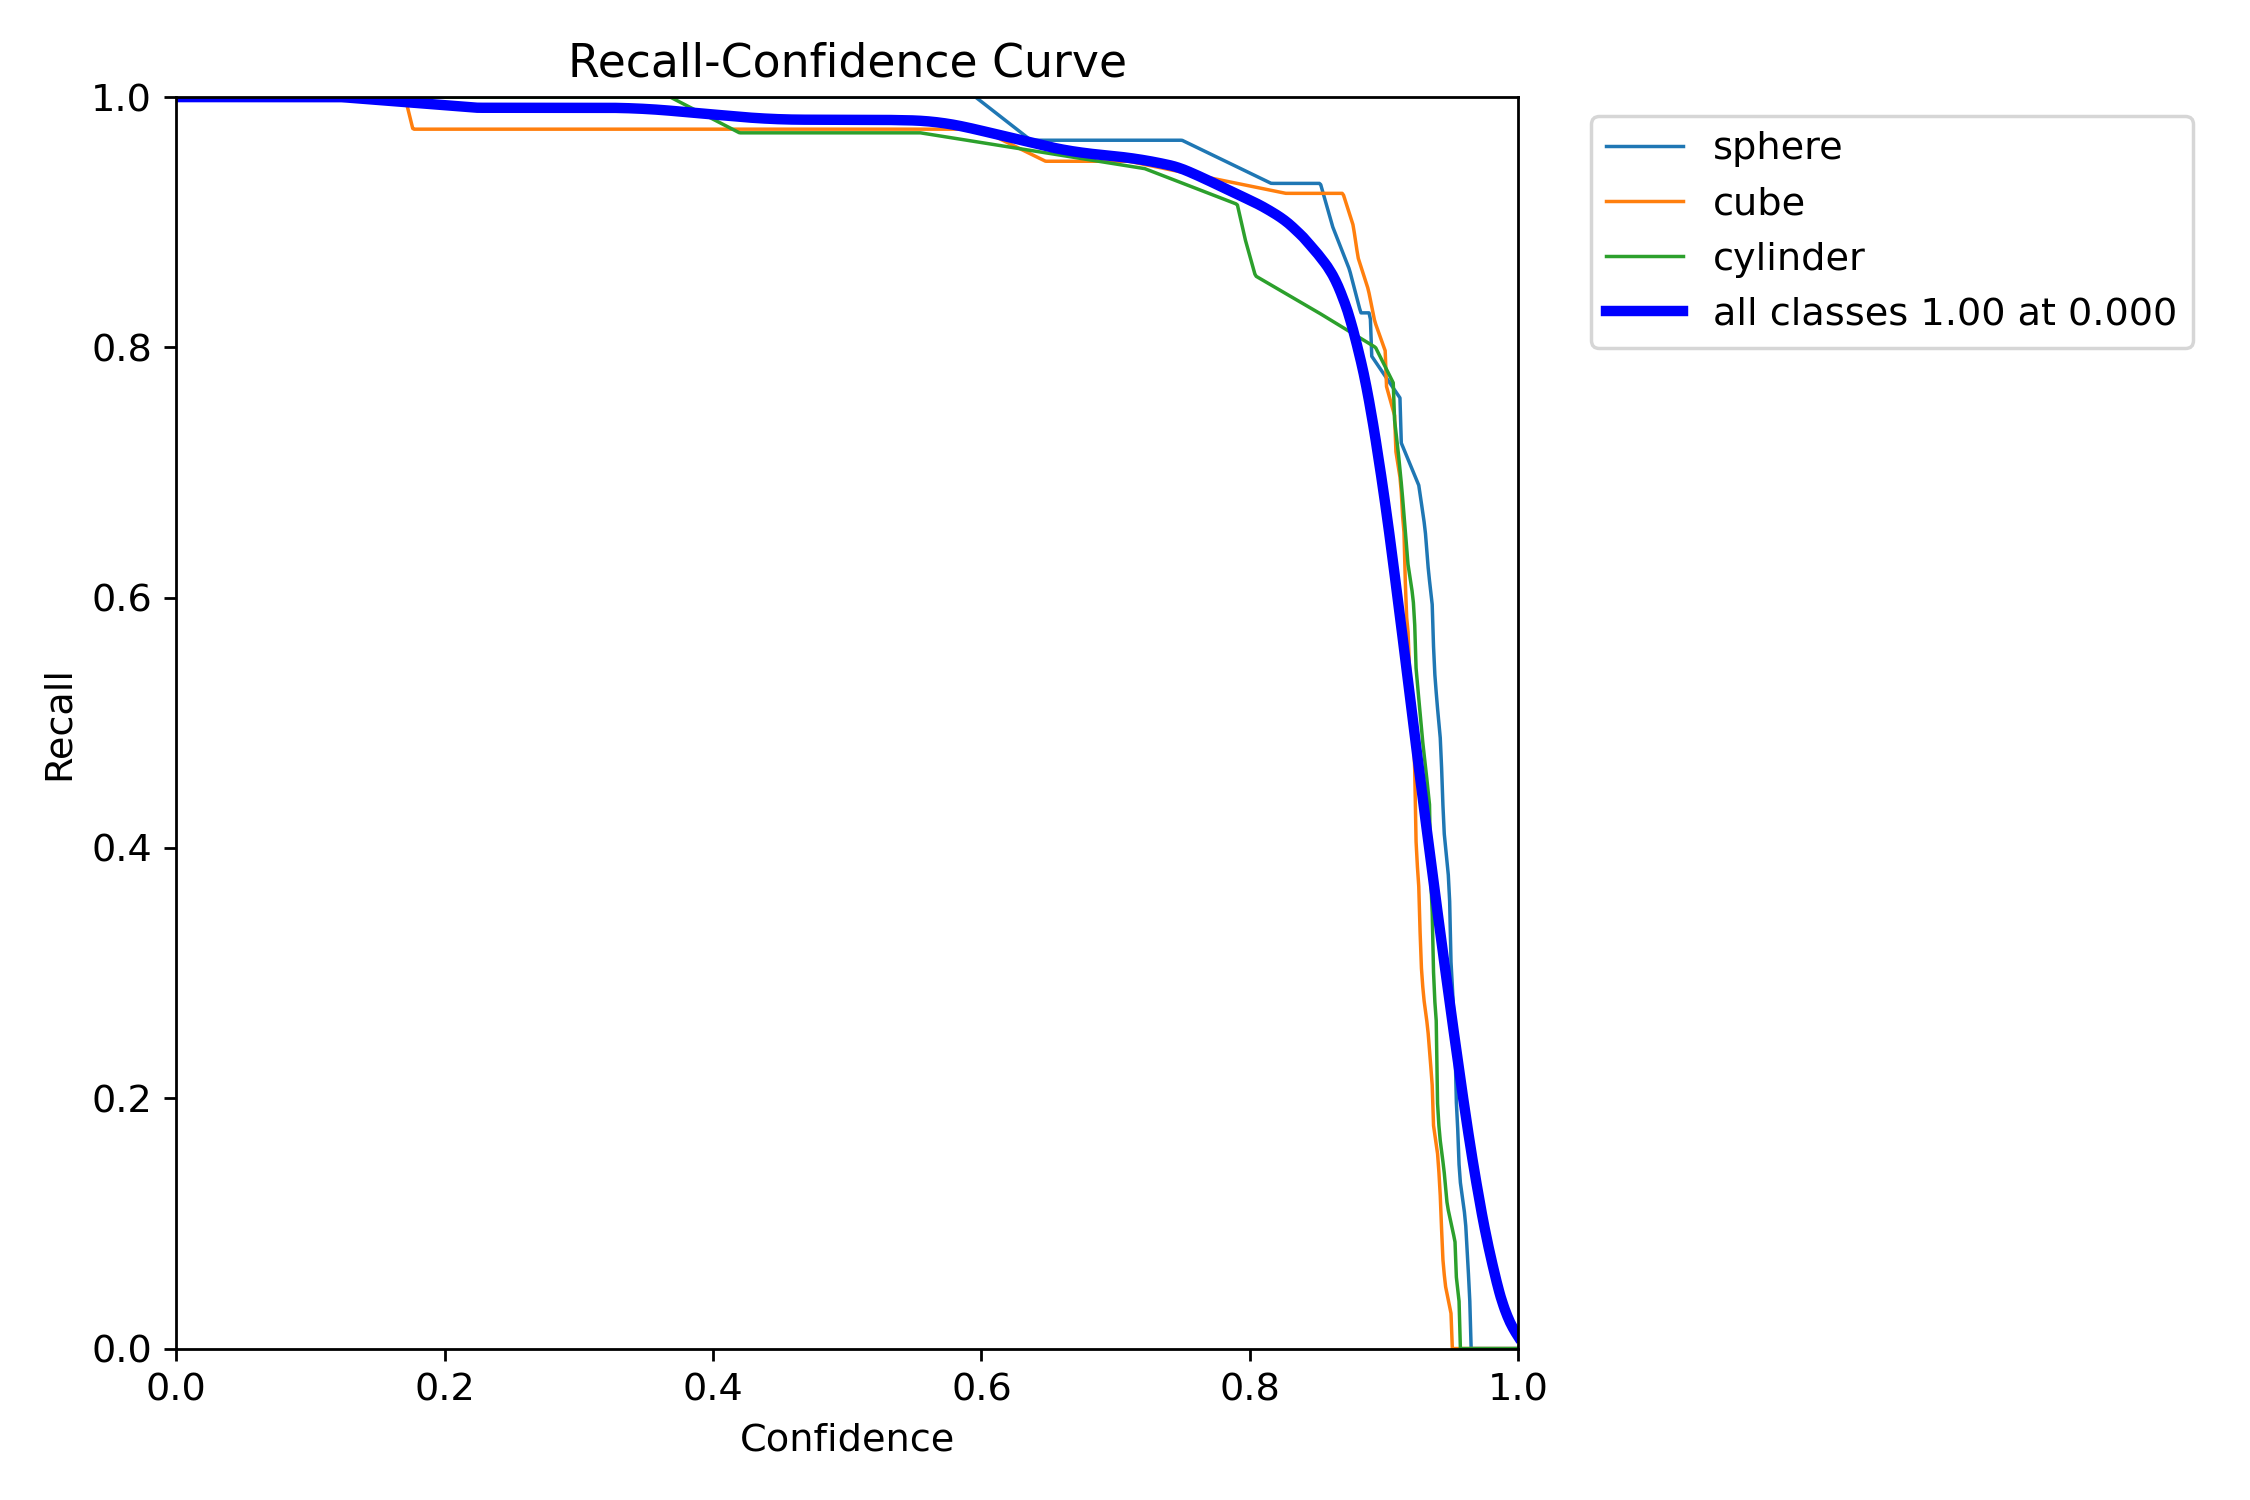 Recall-Confidence Curve
1.0
0.8
0.6
0.4
0.2
0.0
Recall
0.0 0.2 0.4 0.6 0.8 1.0
Confidence
sphere
cube
cylinder
all classes 1.00 at 0.000